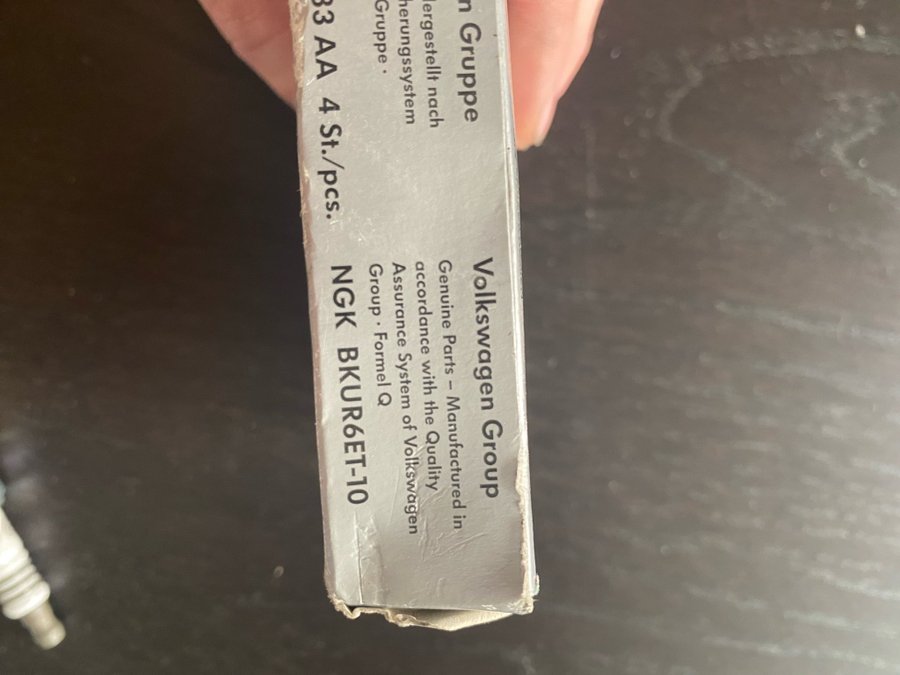 n Gruppe
ergestellt nach
herungssystem
Gruppe ·
33 AA 4 St./pcs.
Volkswagen Group
Genuine Parts – Manufactured in
accordance with the Quality
Assurance System of Volkswagen
Group · Formel Q
NGK BKUR6ET-10